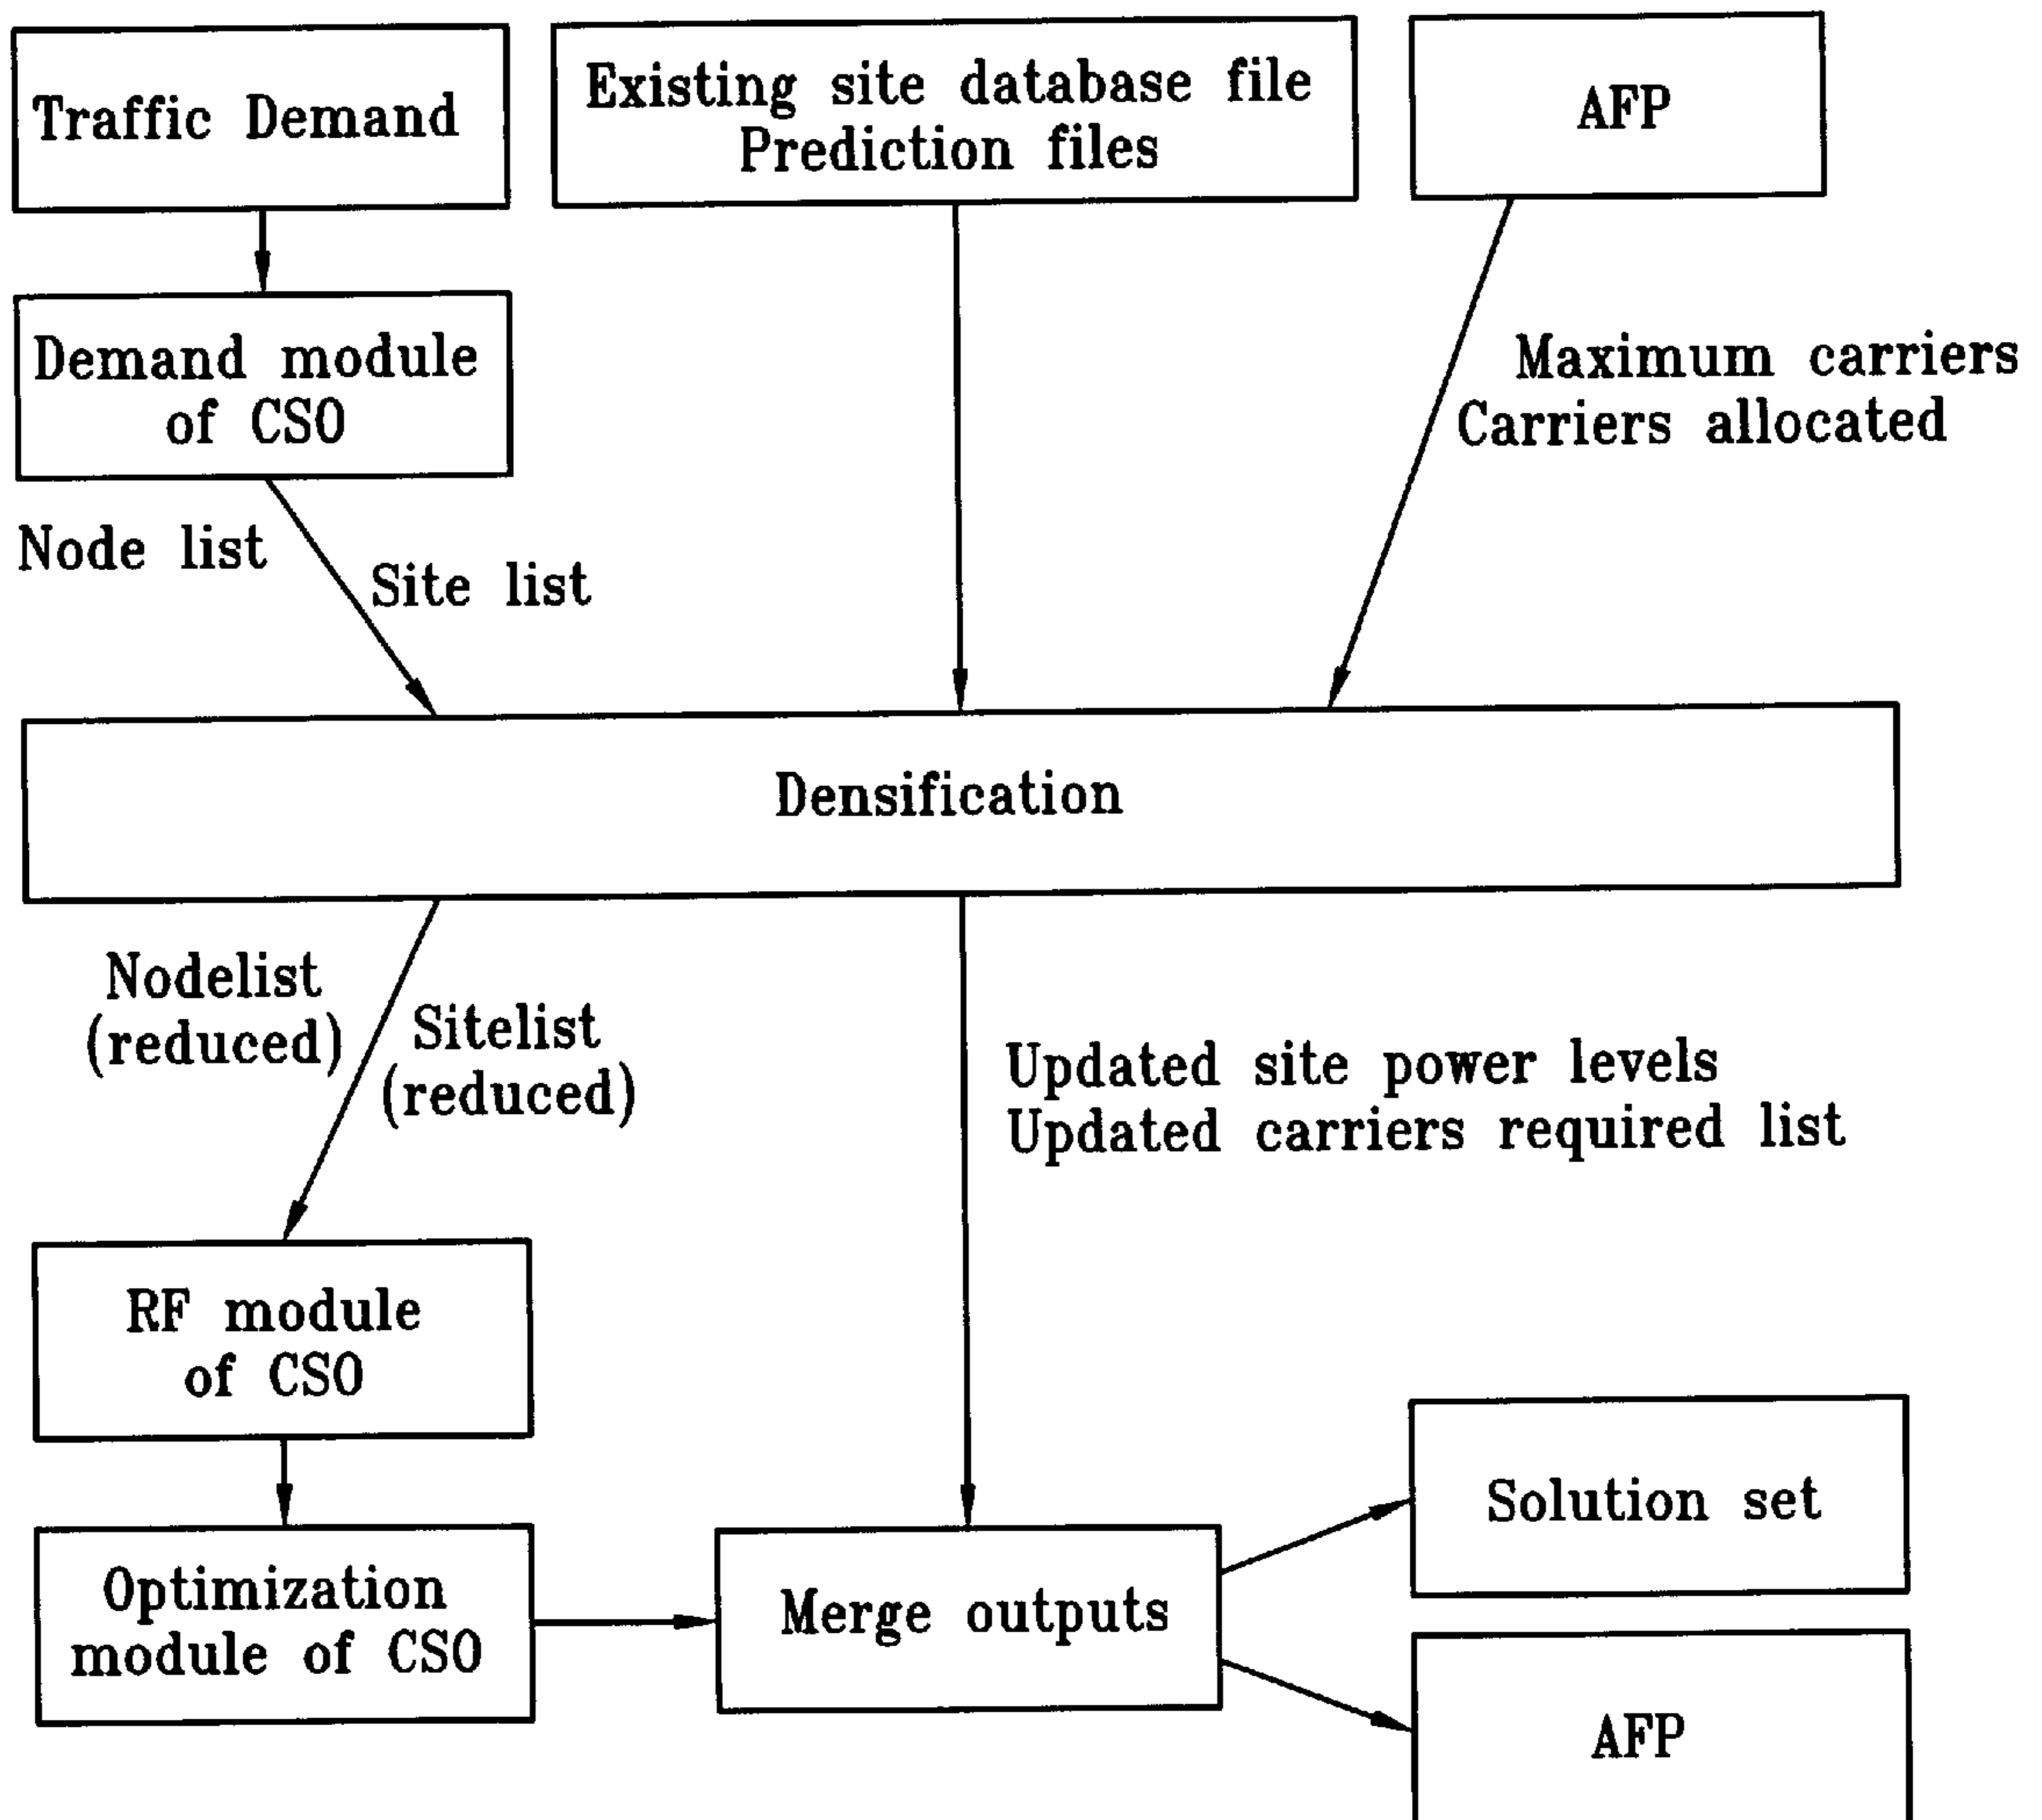 Traffic Demand
Existing site database file
Prediction files
AFP
Demand module
of CSO
Maximum carriers
Carriers allocated
Node list
Site list
Densification
Nodelist
(reduced)
Sitelist
(reduced)
Updated site power levels
Updated carriers required list
RF module
of CSO
Optimization
module of CSO
Merge outputs
Solution set
AFP